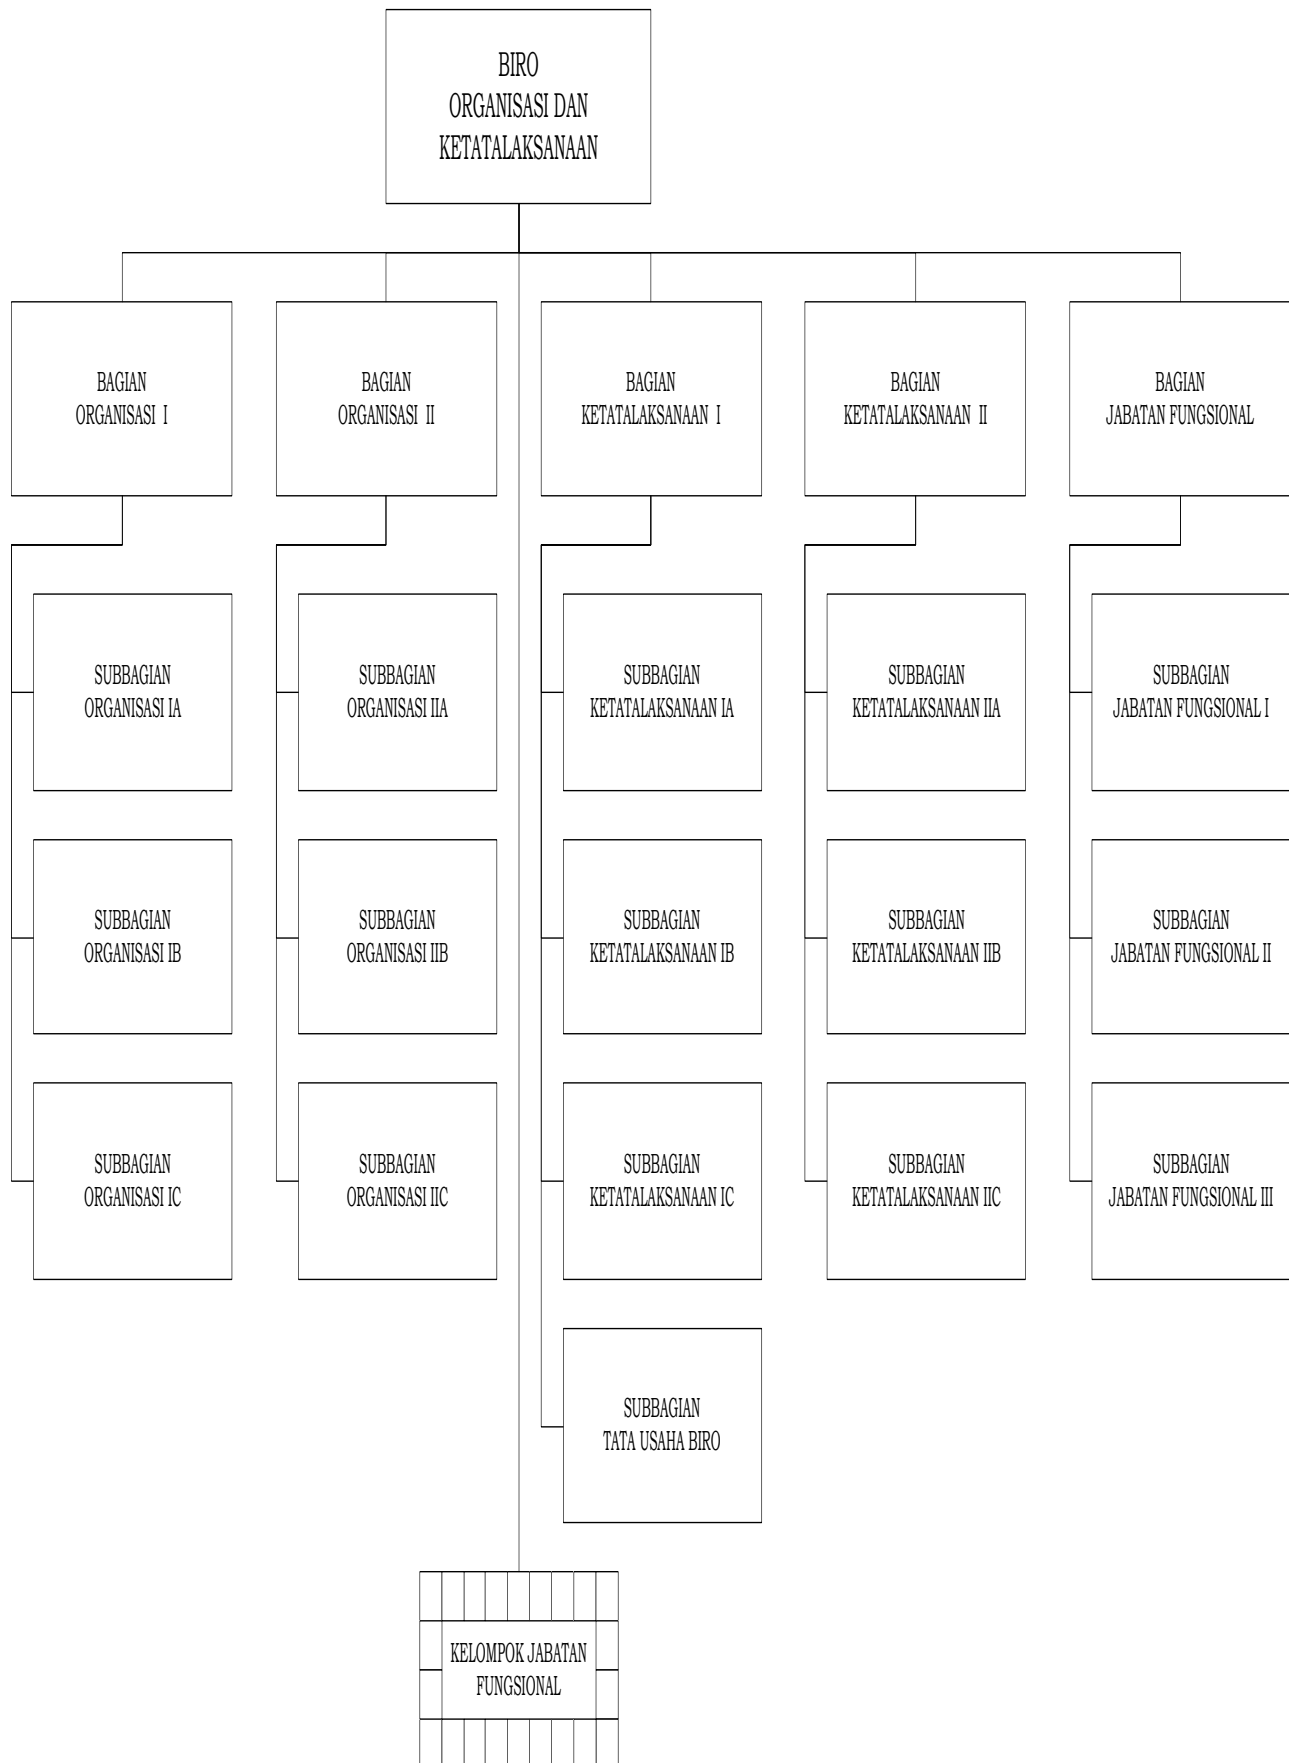 BIRO
ORGANISASI DAN
KETATALAKSANAAN
BAGIAN
ORGANISASI I
BAGIAN
ORGANISASI II
BAGIAN
KETATALAKSANAAN I
BAGIAN
KETATALAKSANAAN II
BAGIAN
JABATAN FUNGSIONAL
SUBBAGIAN
ORGANISASI IA
SUBBAGIAN
ORGANISASI IIA
SUBBAGIAN
KETATALAKSANAAN IA
SUBBAGIAN
KETATALAKSANAAN IIA
SUBBAGIAN
JABATAN FUNGSIONAL I
SUBBAGIAN
ORGANISASI IB
SUBBAGIAN
ORGANISASI IIB
SUBBAGIAN
KETATALAKSANAAN IB
SUBBAGIAN
KETATALAKSANAAN IIB
SUBBAGIAN
JABATAN FUNGSIONAL II
SUBBAGIAN
ORGANISASI IC
SUBBAGIAN
ORGANISASI IIC
SUBBAGIAN
KETATALAKSANAAN IC
SUBBAGIAN
KETATALAKSANAAN IIC
SUBBAGIAN
JABATAN FUNGSIONAL III
SUBBAGIAN
TATA USAHA BIRO
KELOMPOK JABATAN
FUNGSIONAL